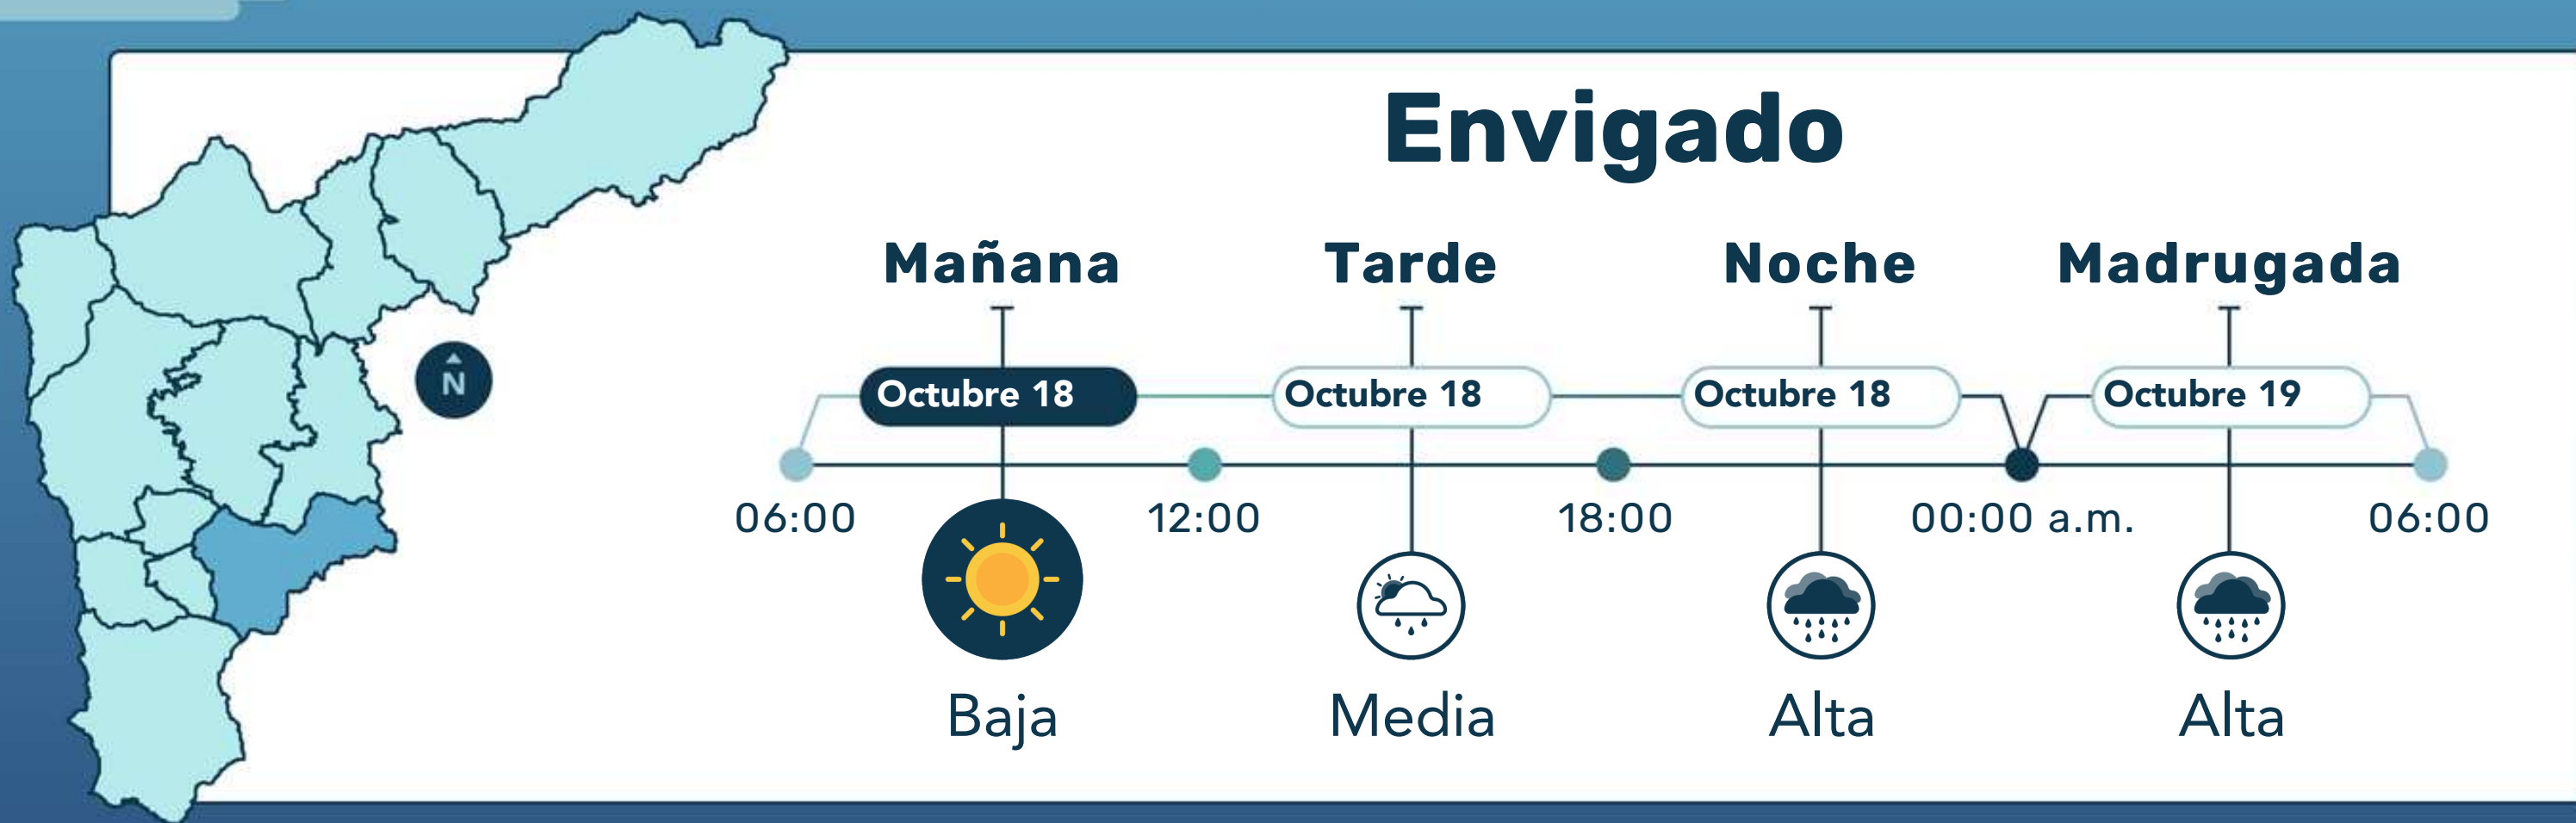 Envigado
Mañana Tarde Noche Madrugada
Octubre 18 Octubre 18 Octubre 18 Octubre 19
N
06:00 12:00 18:00 00:00 a.m. 06:00
Baja Media Alta Alta